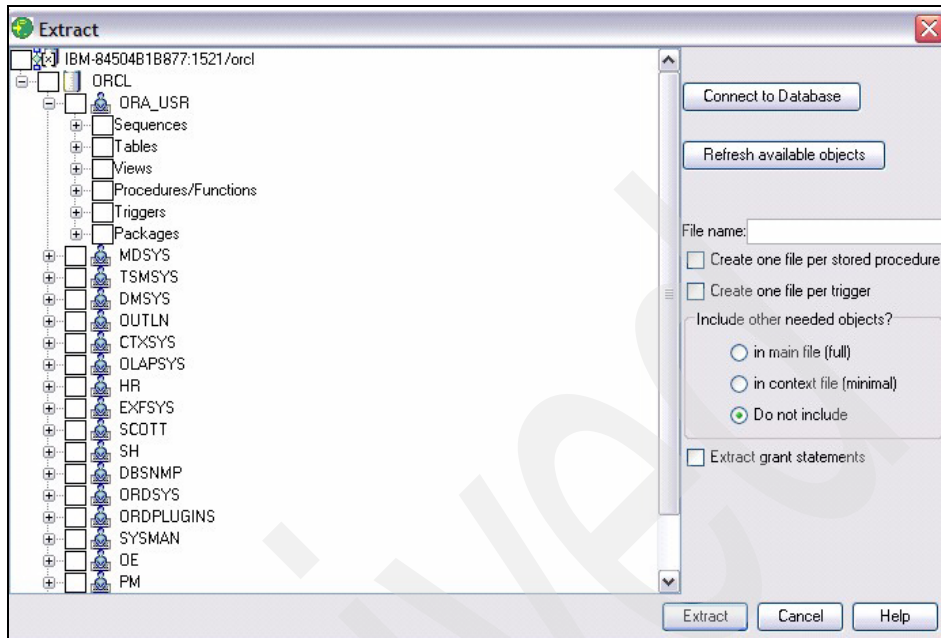 Extract
IBM-84504B1B877:1521/orcl
ORCL
ORA_USR
Sequences
Tables
Views
Procedures/Functions
Triggers
Packages
MDSYS
TSMSYS
DMSYS
OUTLN
CTXSYS
OLAPSYS
HR
EXFSYS
SCOTT
SH
DBSNMP
ORDSYS
ORDPLUGINS
SYSMAN
OE
PM
Connect to Database
Refresh available objects
File name:
Create one file per stored procedure
Create one file per trigger
Include other needed objects?
in main file (full)
in context file (minimal)
Do not include
Extract grant statements
Extract Cancel Help